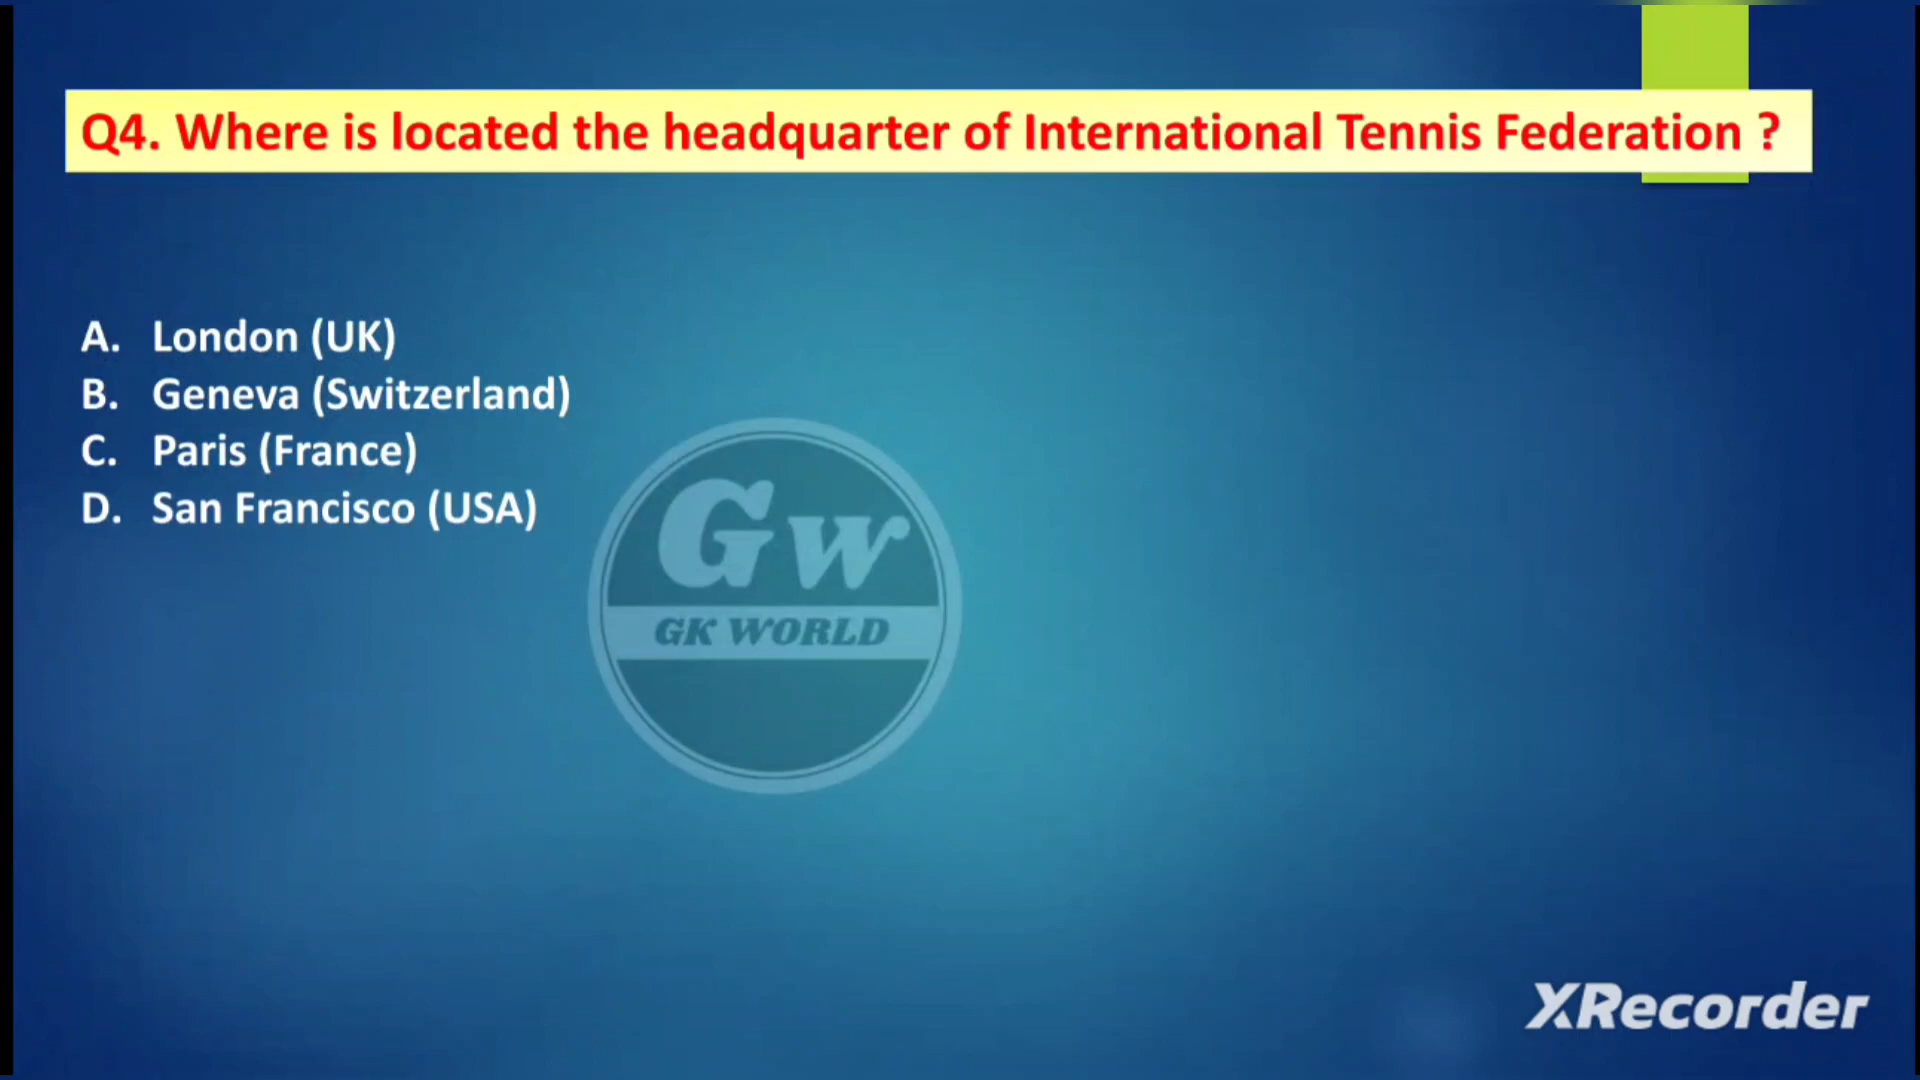 Q4. Where is located the headquarter of International Tennis Federation ?
A. London (UK)
B. Geneva (Switzerland)
C. Paris (France)
D. San Francisco (USA)
Gw
GK WORLD
XRecorder